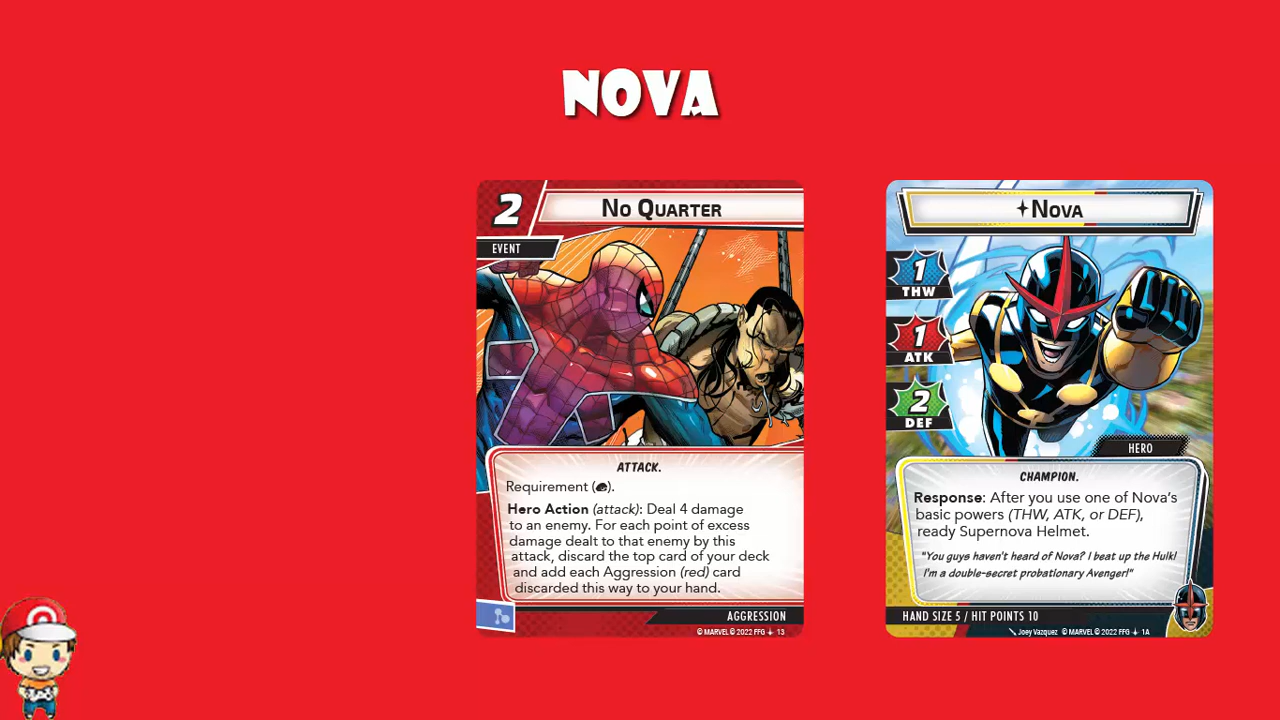 NOVA
2
NO QUARTER
EVENT
ATTACK.
Requirement ( ).
Hero Action (attack): Deal 4 damage
to an enemy. For each point of excess
damage dealt to that enemy by this
attack, discard the top card of your deck
and add each Aggression (red) card
discarded this way to your hand.
AGGRESSION
© MARVEL © 2022 FFG 13
NOVA
1
THW
1
ATK
2
DEF
HERO
CHAMPION.
Response: After you use one of Nova's
basic powers (THW, ATK, or DEF),
ready Supernova Helmet.
"You guys haven't heard of Nova? I beat up the Hulk!
I'm a double-secret probationary Avenger!"
HAND SIZE 5 / HIT POINTS 10
Joey Vazquez © MARVEL © 2022 FFG 1A